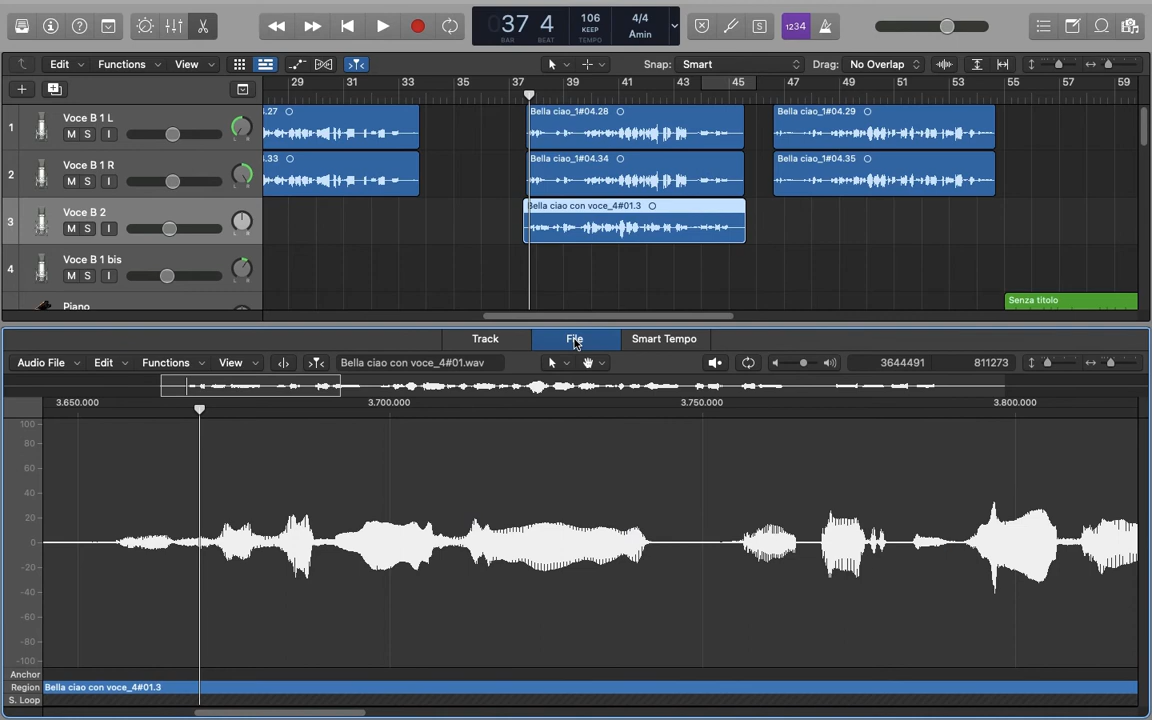 37 4 106 4/4
BAR BEAT KEEP TEMPO Amin
1234
Edit Functions View Snap: Smart Drag: No Overlap
29 31 33 35 37 39 41 43 45 47 49 51 53 55 57 59
1 Voce B 1 L
M S I
.27 Bella ciao_1#04.28 Bella ciao_1#04.29
2 Voce B 1 R
M S I
.33 Bella ciao_1#04.34 Bella ciao_1#04.35
3 Voce B 2
M S I
Bella ciao con voce_4#01.3
4 Voce B 1 bis
M S I
Piano
Senza titolo
Track File Smart Tempo
Audio File Edit Functions View Bella ciao con voce_4#01.wav 3644491 811273
3.650.000 3.700.000 3.750.000 3.800.000
100
80
60
40
20
0
-20
-40
-60
-80
-100
Anchor
Region Bella ciao con voce_4#01.3
S. Loop